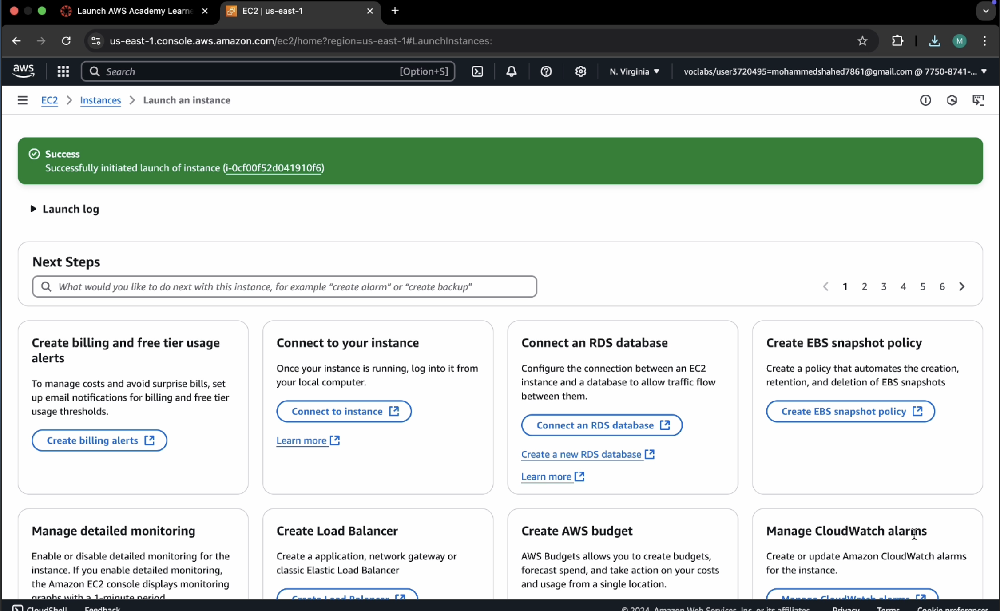 Launch AWS Academy Learne
EC2 | us-east-1
us-east-1.console.aws.amazon.com/ec2/home?region=us-east-1#LaunchInstances:
M
aws
Search
[Option+S]
N. Virginia
voclabs/user3720495=mohammedshahed7861@gmail.com @ 7750-8741-...
EC2 > Instances > Launch an instance
Success
Successfully initiated launch of instance (i-0cf00f52d041910f6)
Launch log
Next Steps
What would you like to do next with this instance, for example “create alarm” or “create backup”
1 2 3 4 5 6
Create billing and free tier usage
alerts
To manage costs and avoid surprise bills, set
up email notifications for billing and free tier
usage thresholds.
Create billing alerts
Connect to your instance
Once your instance is running, log into it from
your local computer.
Connect to instance
Learn more
Connect an RDS database
Configure the connection between an EC2
instance and a database to allow traffic flow
between them.
Connect an RDS database
Create a new RDS database
Learn more
Create EBS snapshot policy
Create a policy that automates the creation,
retention, and deletion of EBS snapshots
Create EBS snapshot policy
Manage detailed monitoring
Enable or disable detailed monitoring for the
instance. If you enable detailed monitoring,
the Amazon EC2 console displays monitoring
graphs with a 1-minute period
Create Load Balancer
Create a application, network gateway or
classic Elastic Load Balancer
Create Load Balancer
Create AWS budget
AWS Budgets allows you to create budgets,
forecast spend, and take action on your costs
and usage from a single location.
Manage CloudWatch alarms
Create or update Amazon CloudWatch alarms
for the instance.
Manage CloudWatch alarms
CloudShell
Feedback
© 2024, Amazon Web Services, Inc. or its affiliates.
Privacy
Terms
Cookie preferences